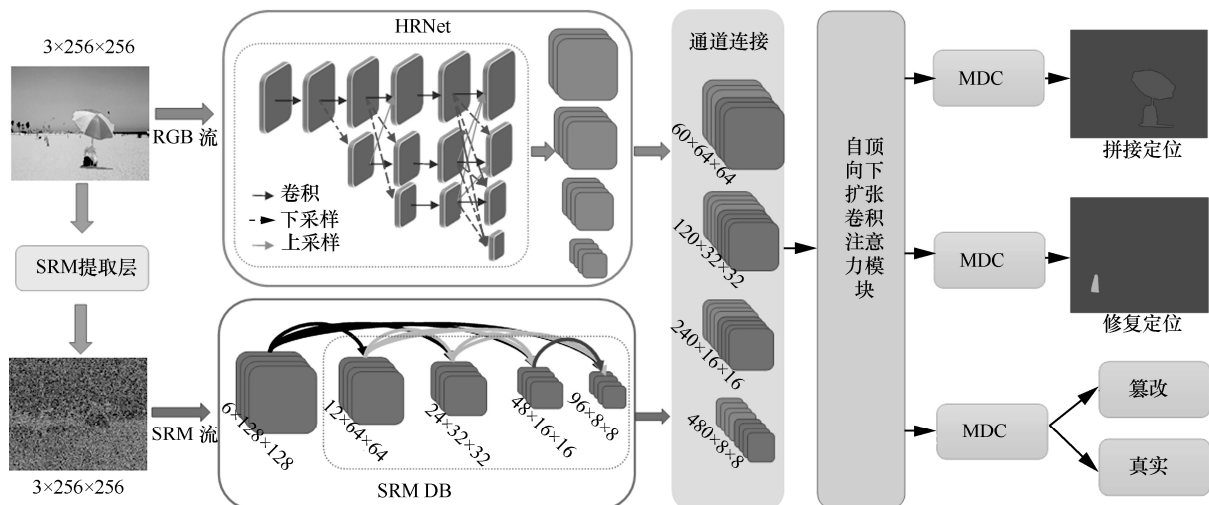 3×256×256
RGB 流
SRM提取层
SRM 流
3×256×256
HRNet
卷积
下采样
上采样
SRM DB
6×128×128
12×64×64
24×32×32
48×16×16
96×8×8
通道连接
60×64×64
120×32×32
240×16×16
480×8×8
自顶
向下
扩张
卷积
注意
力模
块
MDC
拼接定位
MDC
修复定位
MDC
篡改
真实